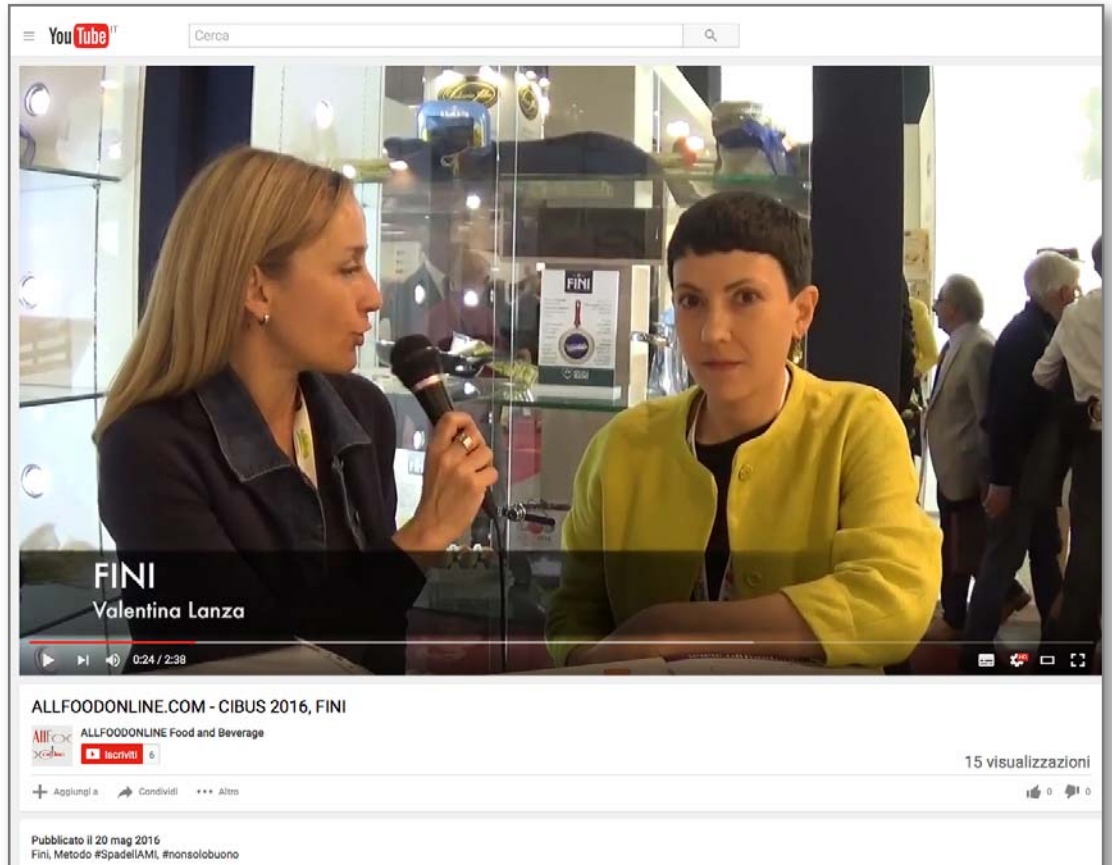 YouTube IT
Cerca
FINI
FINI
Valentina Lanza
0:24 / 2:38
HD
ALLFOODONLINE.COM - CIBUS 2016, FINI
ALLFOODONLINE Food and Beverage
Iscriviti 6
15 visualizzazioni
Aggiungi a Condividi Altro
0 0
Pubblicato il 20 mag 2016
Fini, Metodo #SpadellAMI, #nonsolobuono